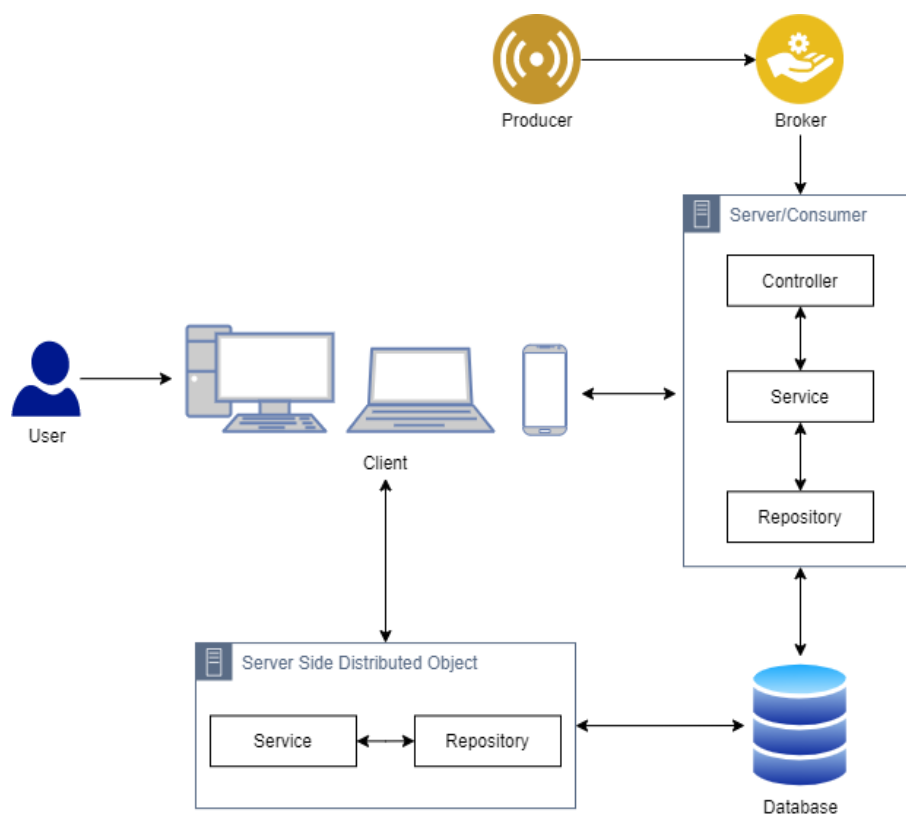 Producer
Broker
Server/Consumer
Controller
Service
Repository
User
Client
Server Side Distributed Object
Service
Repository
Database